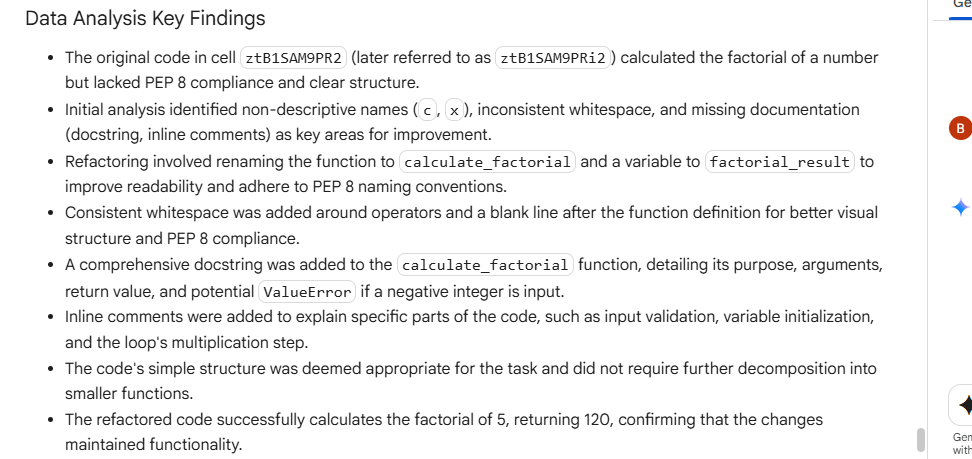 Ge
Data Analysis Key Findings
The original code in cell ztB1SAM9PR2 (later referred to as ztB1SAM9PRi2) calculated the factorial of a number
but lacked PEP 8 compliance and clear structure.
Initial analysis identified non-descriptive names (c, x), inconsistent whitespace, and missing documentation
(docstring, inline comments) as key areas for improvement.
Refactoring involved renaming the function to calculate_factorial and a variable to factorial_result to
improve readability and adhere to PEP 8 naming conventions.
Consistent whitespace was added around operators and a blank line after the function definition for better visual
structure and PEP 8 compliance.
A comprehensive docstring was added to the calculate_factorial function, detailing its purpose, arguments,
return value, and potential ValueError if a negative integer is input.
Inline comments were added to explain specific parts of the code, such as input validation, variable initialization,
and the loop's multiplication step.
The code's simple structure was deemed appropriate for the task and did not require further decomposition into
smaller functions.
The refactored code successfully calculates the factorial of 5, returning 120, confirming that the changes
maintained functionality.
B
Gen
with